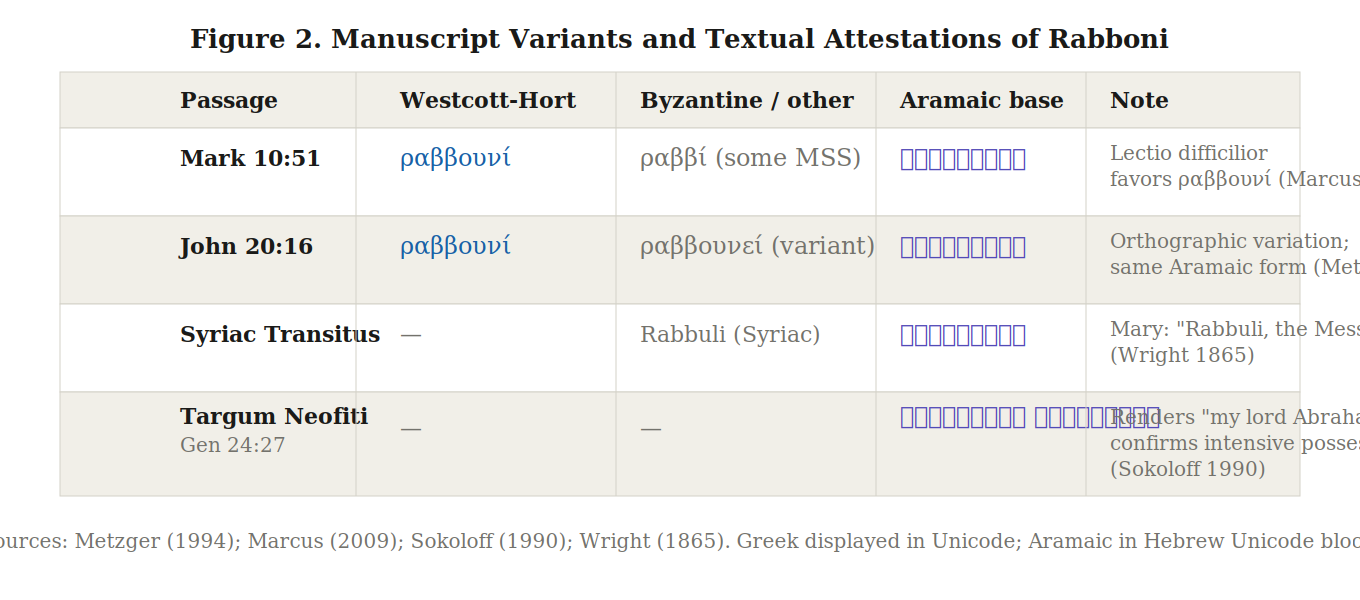 Figure 2. Manuscript Variants and Textual Attestations of Rabboni
Passage Westcott-Hort Byzantine / other Aramaic base Note
Mark 10:51 ραββουνί ραββί (some MSS) Lectio difficilior
favors ραββουνί (Marcus
John 20:16 ραββουνί ραββουνεί (variant) Orthographic variation;
same Aramaic form (Met
Syriac Transitus — Rabbuli (Syriac) Mary: "Rabbuli, the Mess
(Wright 1865)
Targum Neofiti — — Renders "my lord Abraha
Gen 24:27 confirms intensive posses
(Sokoloff 1990)
ources: Metzger (1994); Marcus (2009); Sokoloff (1990); Wright (1865). Greek displayed in Unicode; Aramaic in Hebrew Unicode bloc